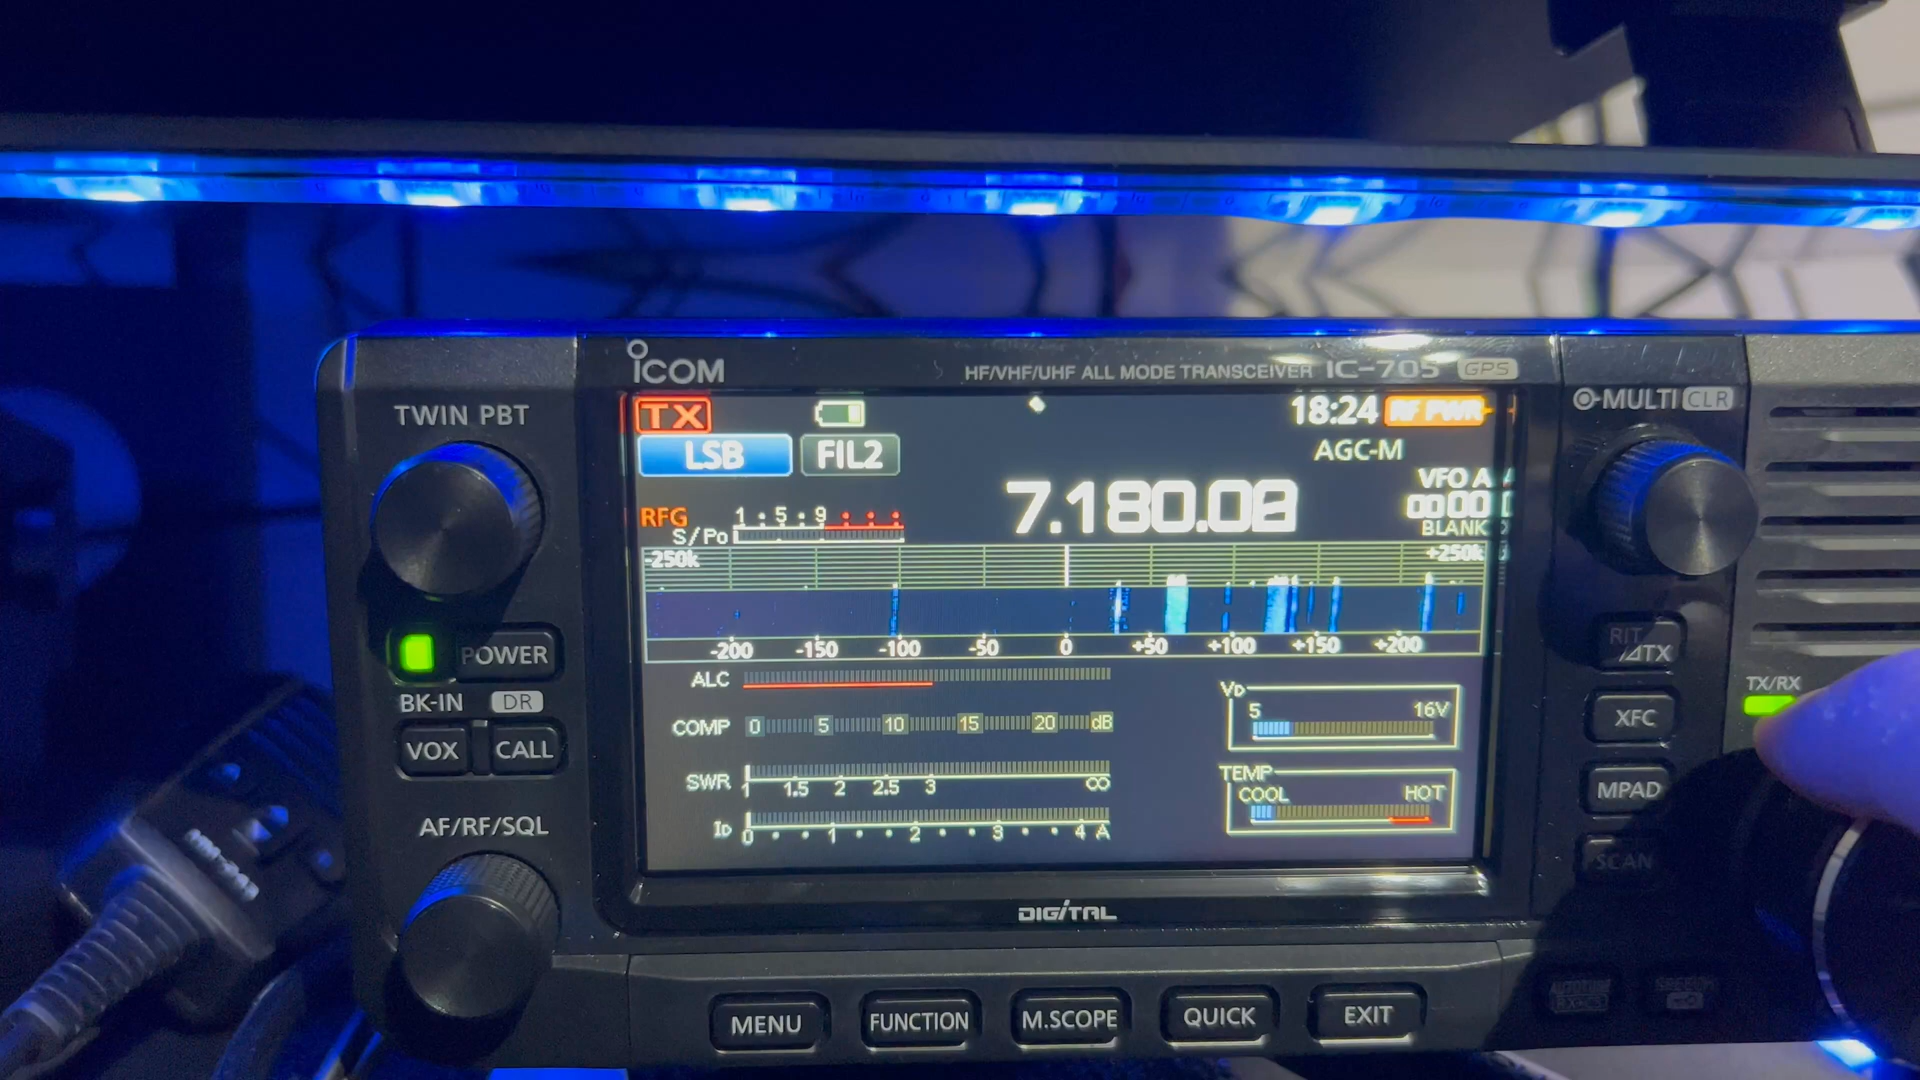 ICOM
HF/VHF/UHF ALL MODE TRANSCEIVER IC-705 GPS
TWIN PBT
TX
18:24 RF PWR
MULTI CLR
LSB FIL2
AGC-M
VFO A
7.180.08
RFG
1 5 9
S/Po
BLANK
-250k +250k
-200 -150 -100 -50 0 +50 +100 +150 +200
POWER
RIT/⊿TX
ALC
TX/RX
BK-IN DR
VD
5 16V
XFC
COMP 0 5 10 15 20 dB
VOX CALL
TEMP
COOL HOT
SWR
1 1.5 2 2.5 3 ∞
MPAD
AF/RF/SQL
ID
0 1 2 3 4 A
SCAN
DIGITAL
MENU FUNCTION M.SCOPE QUICK EXIT